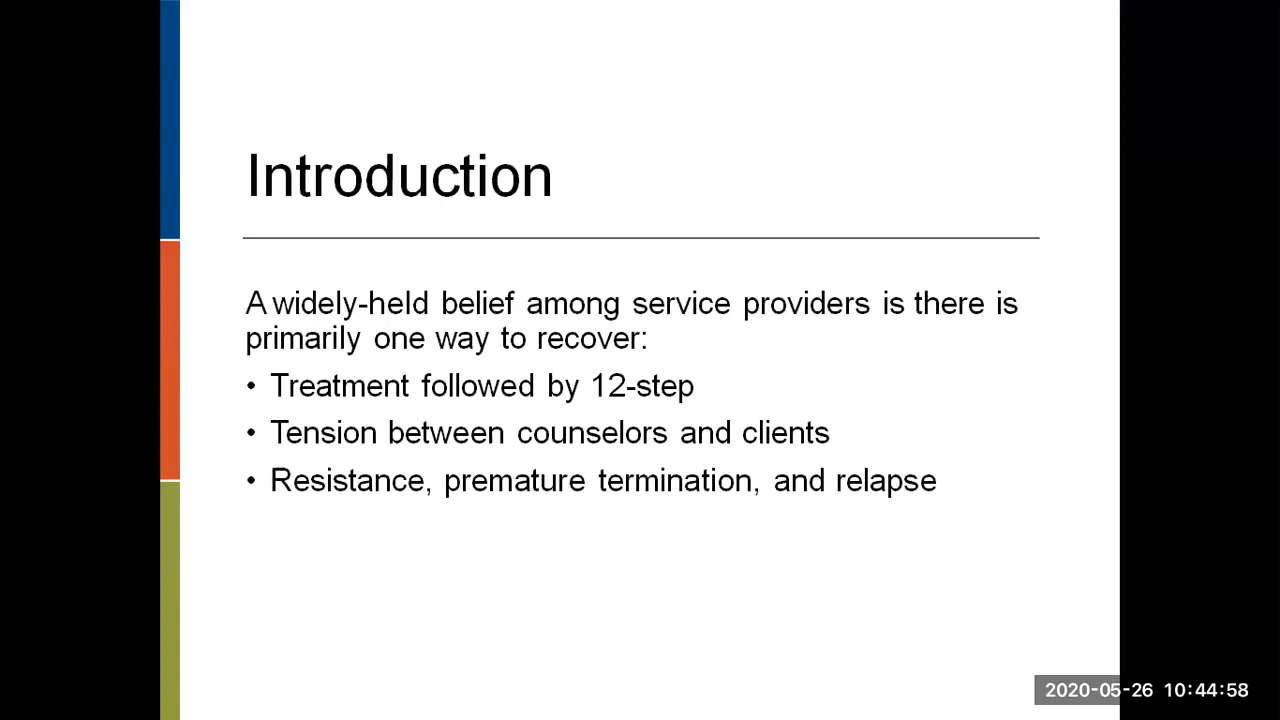 Introduction
A widely-held belief among service providers is there is
primarily one way to recover:
• Treatment followed by 12-step
• Tension between counselors and clients
• Resistance, premature termination, and relapse
2020-05-26 10:44:58